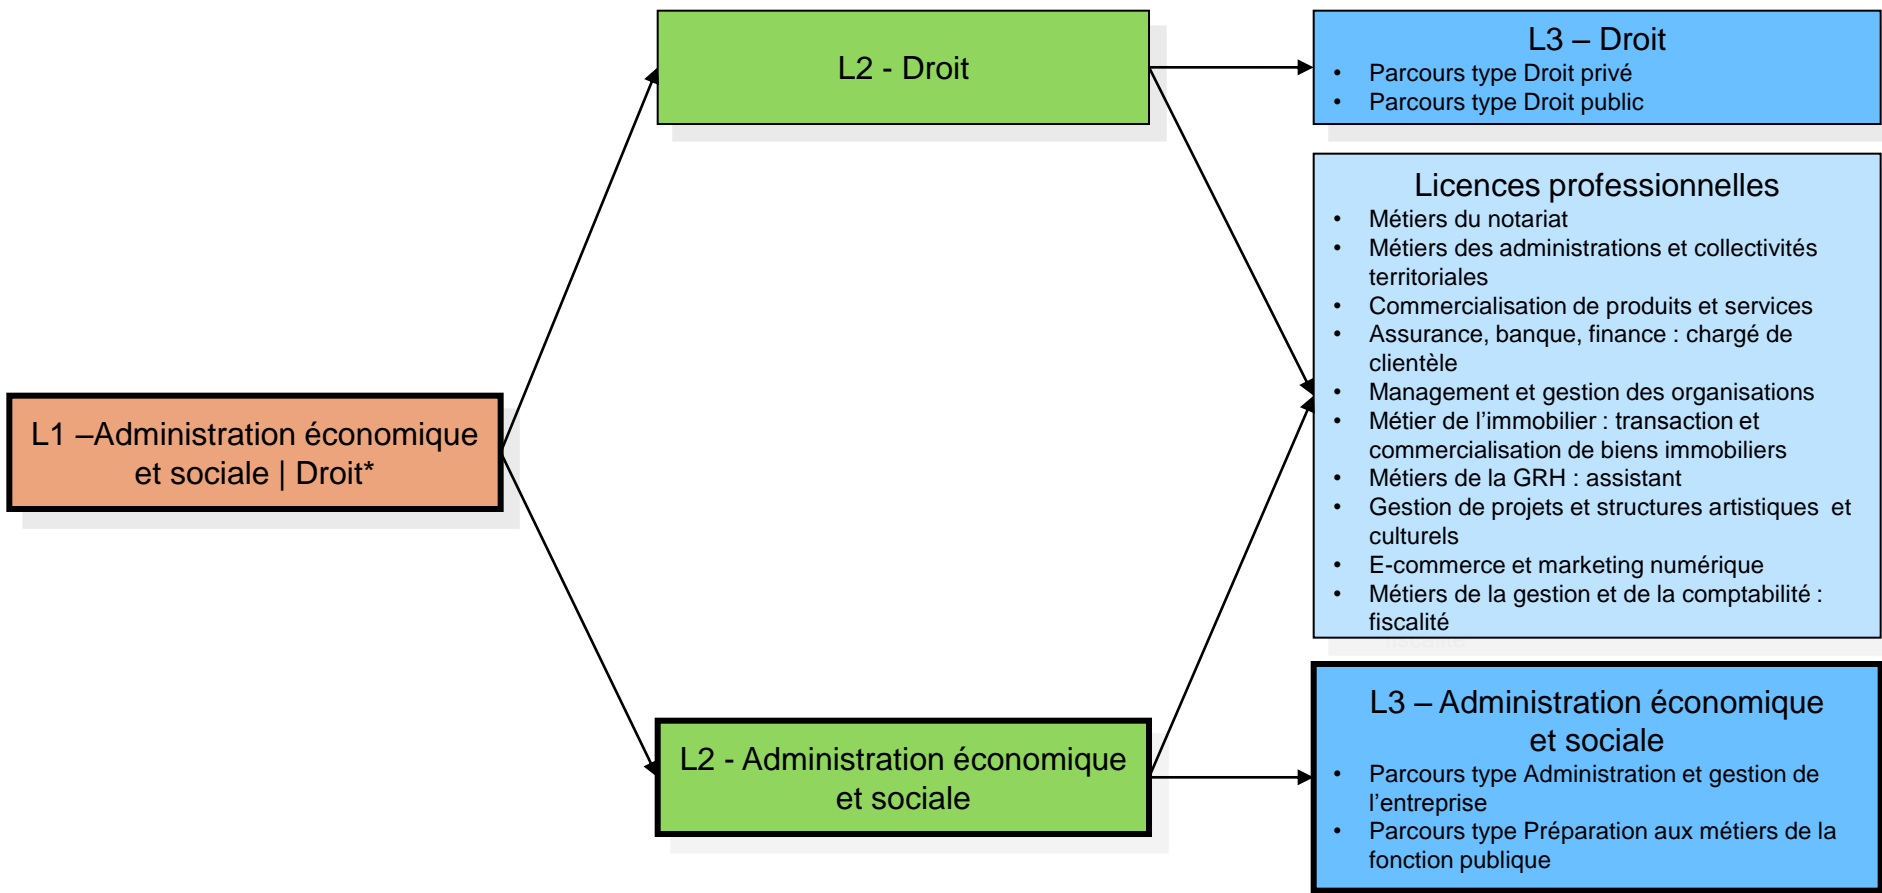 L2 - Droit
L3 – Droit
• Parcours type Droit privé
• Parcours type Droit public
Licences professionnelles
• Métiers du notariat
• Métiers des administrations et collectivités
territoriales
• Commercialisation de produits et services
• Assurance, banque, finance : chargé de
clientèle
• Management et gestion des organisations
• Métier de l’immobilier : transaction et
commercialisation de biens immobiliers
• Métiers de la GRH : assistant
• Gestion de projets et structures artistiques et
culturels
• E-commerce et marketing numérique
• Métiers de la gestion et de la comptabilité :
fiscalité
L1 –Administration économique
et sociale | Droit*
L2 - Administration économique
et sociale
L3 – Administration économique
et sociale
• Parcours type Administration et gestion de
l’entreprise
• Parcours type Préparation aux métiers de la
fonction publique